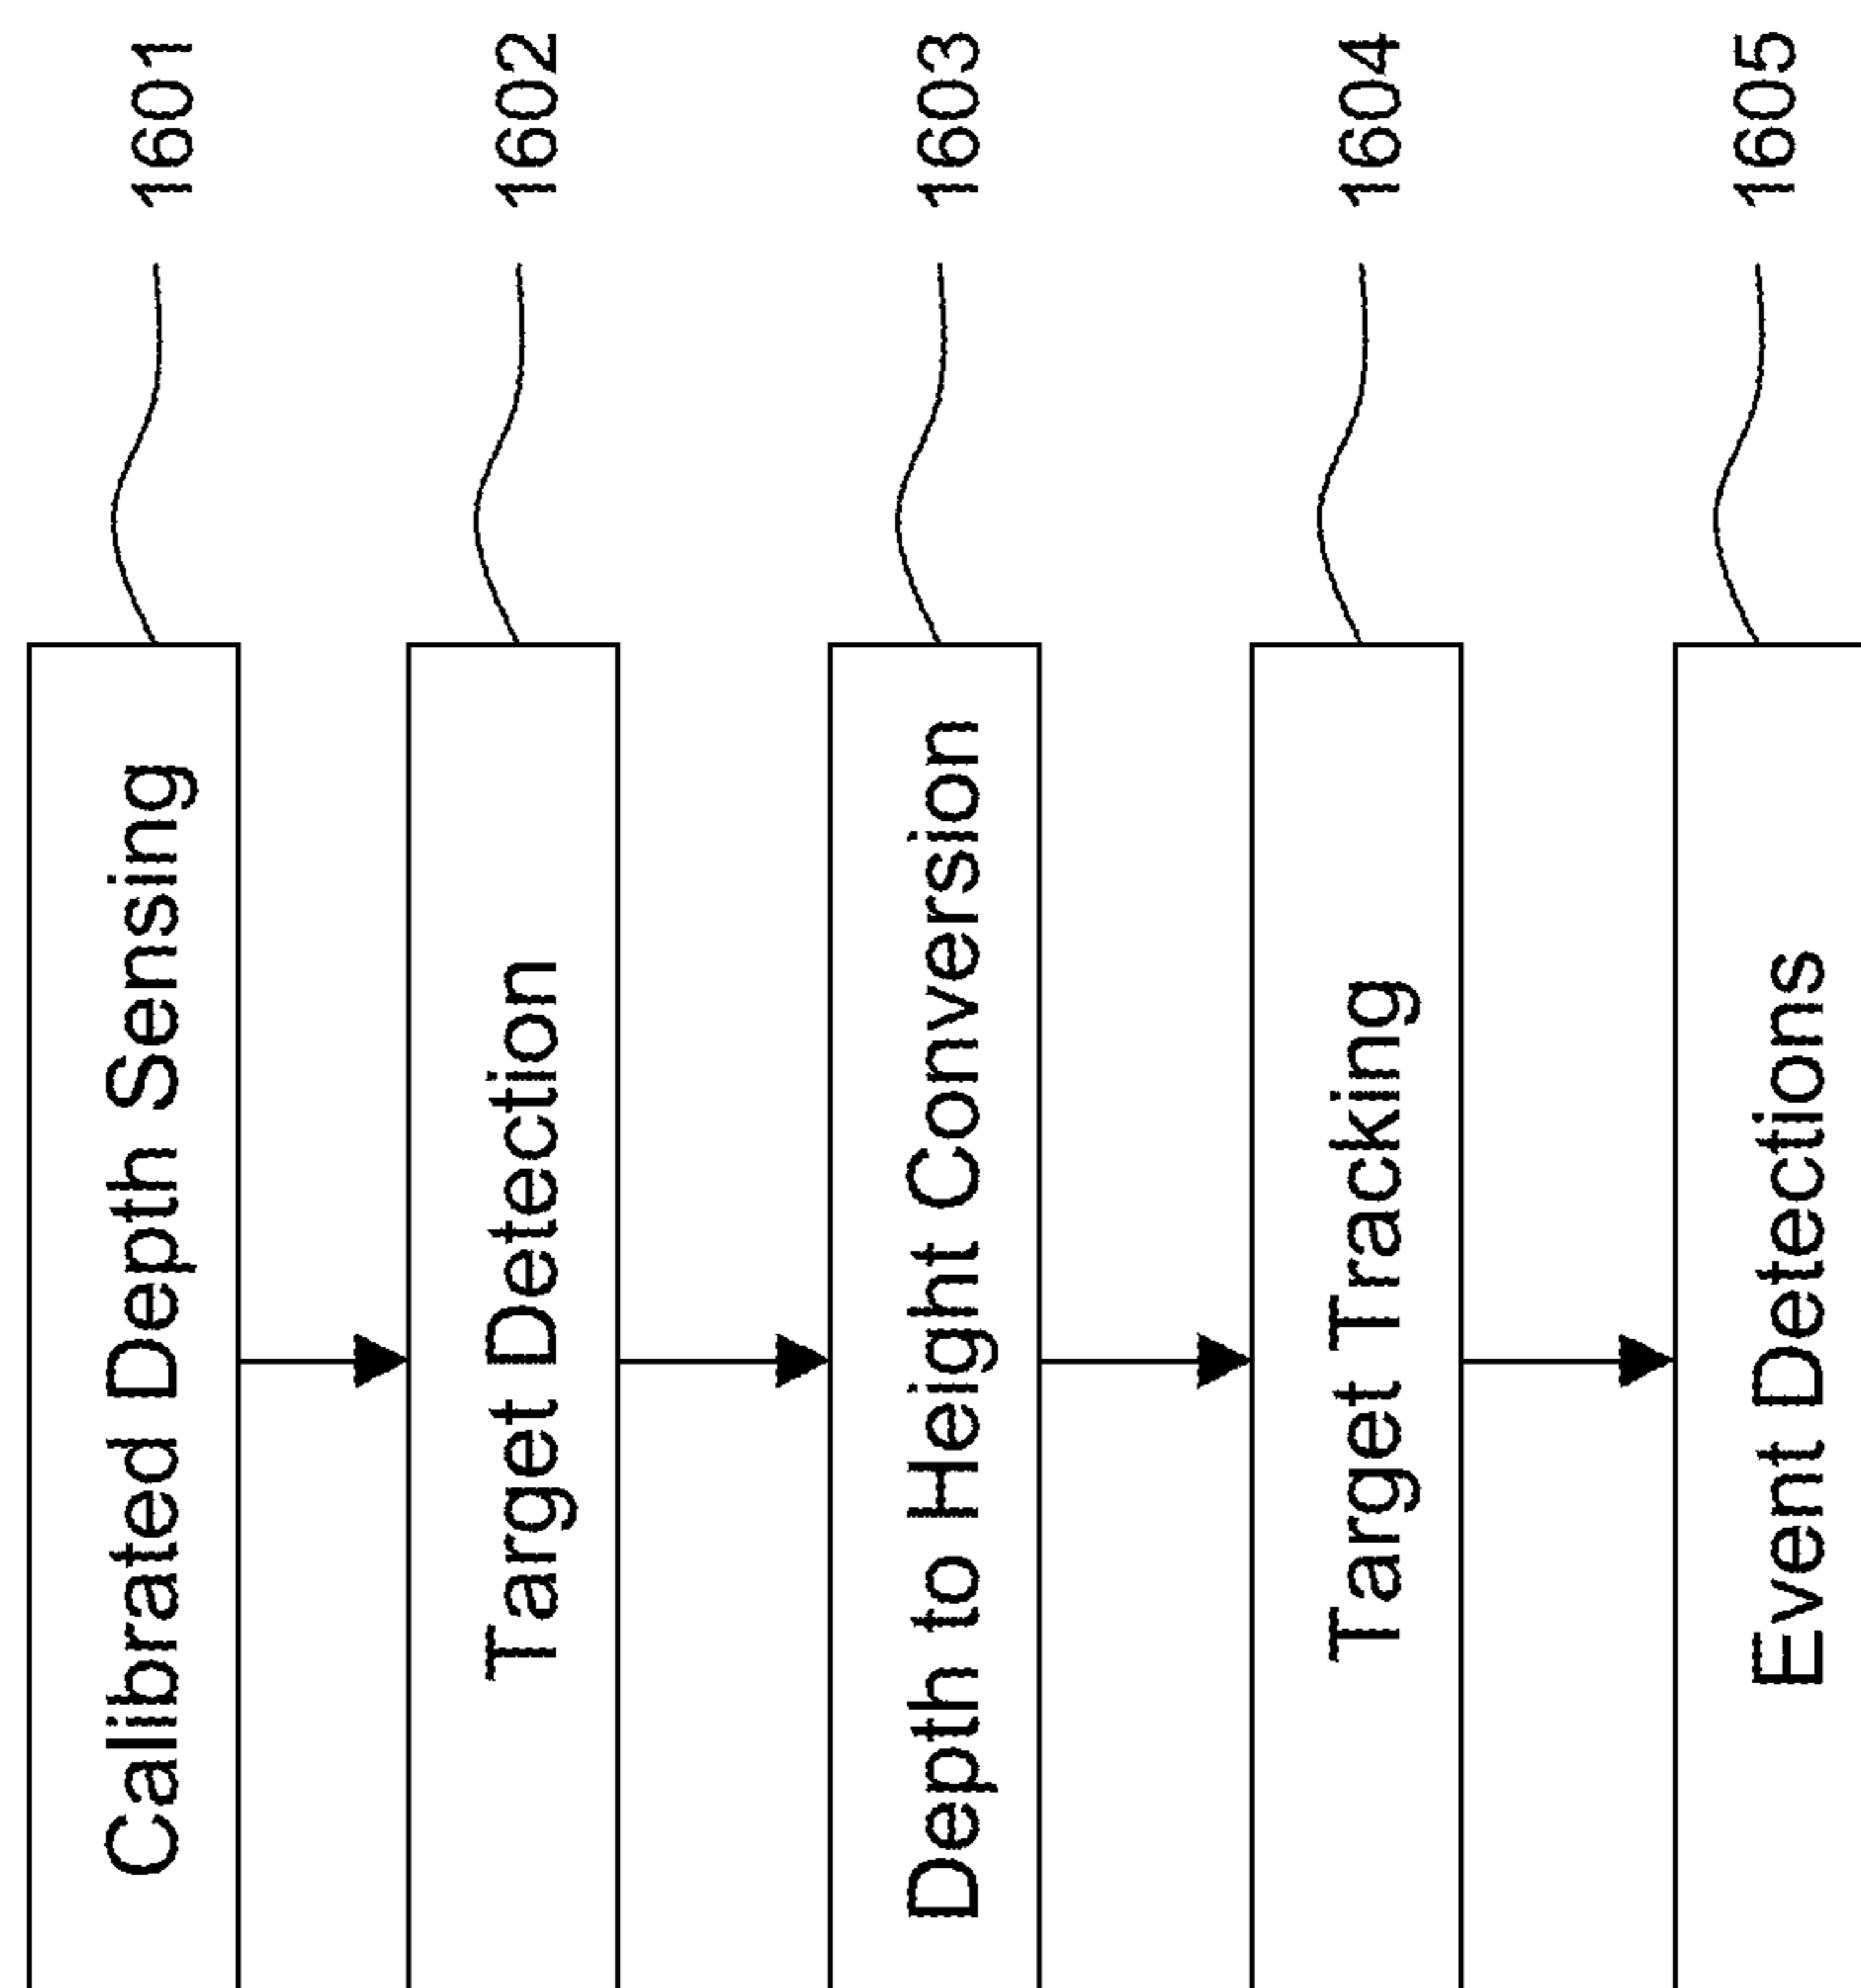 Calibrated Depth Sensing
1601
Target Detection
1602
Depth to Height Conversion
1603
Target Tracking
1604
Event Detections
1605